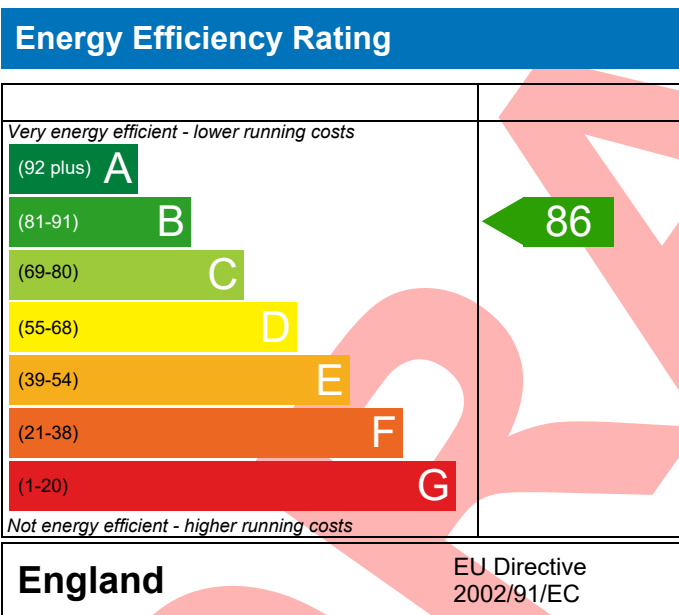 Energy Efficiency Rating
Very energy efficient - lower running costs
(92 plus) A
(81-91) B
86
(69-80) C
(55-68) D
(39-54) E
(21-38) F
(1-20) G
Not energy efficient - higher running costs
England
EU Directive
2002/91/EC